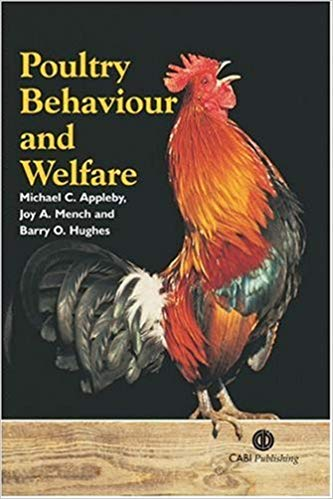 Poultry
Behaviour
and
Welfare
Michael C. Appleby,
Joy A. Mench and
Barry O. Hughes
CABI Publishing